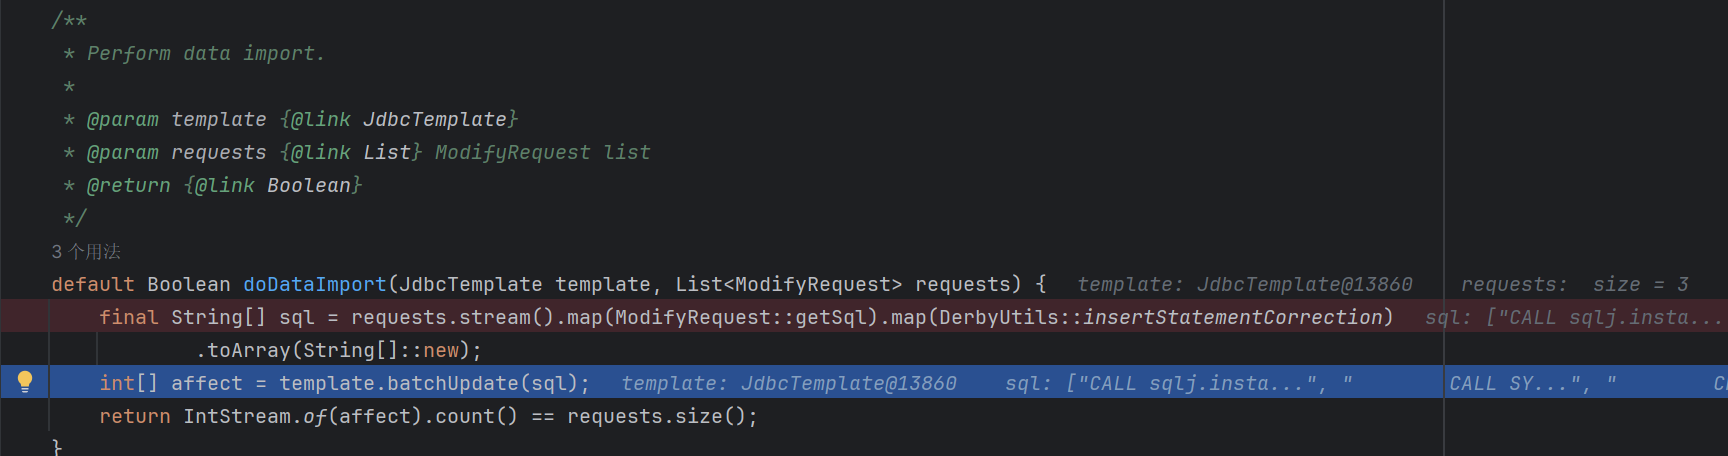 /**
* Perform data import.
*
* @param template {@link JdbcTemplate}
* @param requests {@link List} ModifyRequest list
* @return {@link Boolean}
*/
3 个用法
default Boolean doDataImport(JdbcTemplate template, List<ModifyRequest> requests) { template: JdbcTemplate@13860 requests: size = 3
final String[] sql = requests.stream().map(ModifyRequest::getSql).map(DerbyUtils::insertStatementCorrection) sql: ["CALL sqlj.insta...
.toArray(String[]::new);
int[] affect = template.batchUpdate(sql); template: JdbcTemplate@13860 sql: ["CALL sqlj.insta...", " CALL SY...", "
return IntStream.of(affect).count() == requests.size();
}